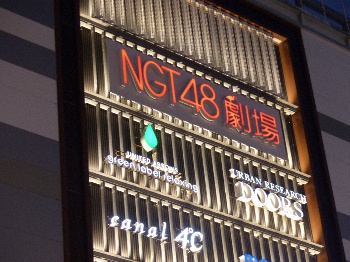 NGT48劇場
UNITED ARROWS
green label relaxing
URBAN RESEARCH
DOORS
canal 4℃